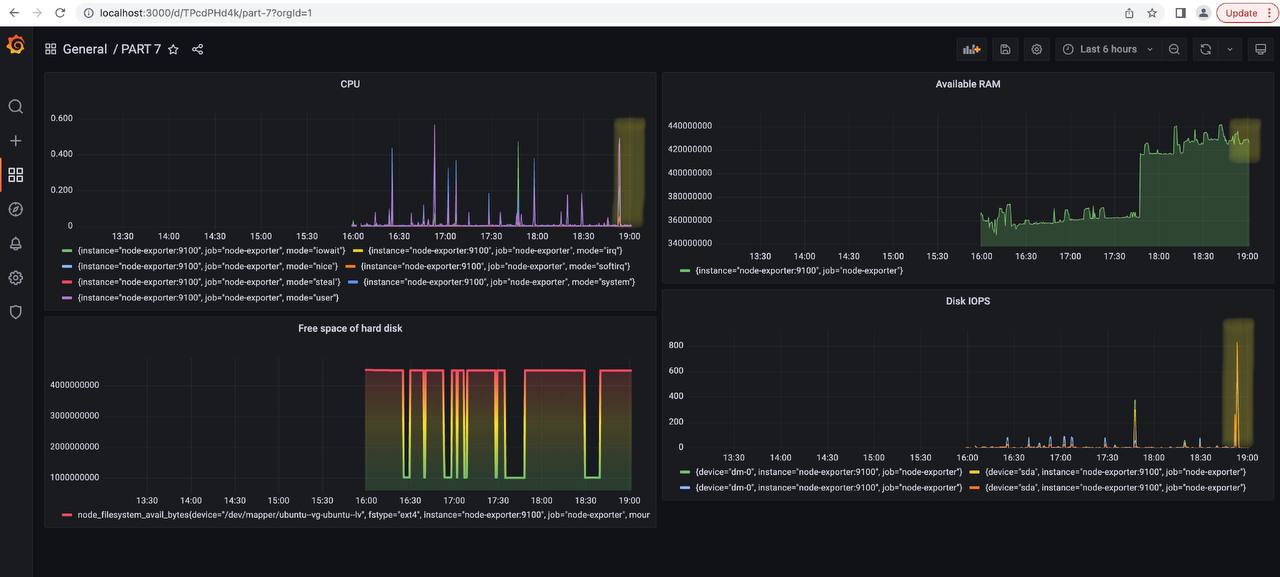 localhost:3000/d/TPcdPHd4k/part-7?orgId=1
Update
General / PART 7
Last 6 hours
CPU
0.600
0.400
0.200
0
13:30 14:00 14:30 15:00 15:30 16:00 16:30 17:00 17:30 18:00 18:30 19:00
{instance="node-exporter:9100", job="node-exporter", mode="iowait"} {instance="node-exporter:9100", job="node-exporter", mode="irq"}
{instance="node-exporter:9100", job="node-exporter", mode="nice"} {instance="node-exporter:9100", job="node-exporter", mode="softirq"}
{instance="node-exporter:9100", job="node-exporter", mode="steal"} {instance="node-exporter:9100", job="node-exporter", mode="system"}
{instance="node-exporter:9100", job="node-exporter", mode="user"}
Available RAM
440000000
420000000
400000000
380000000
360000000
340000000
13:30 14:00 14:30 15:00 15:30 16:00 16:30 17:00 17:30 18:00 18:30 19:00
{instance="node-exporter:9100", job="node-exporter"}
Free space of hard disk
4000000000
3000000000
2000000000
1000000000
13:30 14:00 14:30 15:00 15:30 16:00 16:30 17:00 17:30 18:00 18:30 19:00
node_filesystem_avail_bytes{device="/dev/mapper/ubuntu--vg-ubuntu--lv", fstype="ext4", instance="node-exporter:9100", job="node-exporter", moun
Disk IOPS
800
600
400
200
0
13:30 14:00 14:30 15:00 15:30 16:00 16:30 17:00 17:30 18:00 18:30 19:00
{device="dm-0", instance="node-exporter:9100", job="node-exporter"} {device="sda", instance="node-exporter:9100", job="node-exporter"}
{device="dm-0", instance="node-exporter:9100", job="node-exporter"} {device="sda", instance="node-exporter:9100", job="node-exporter"}